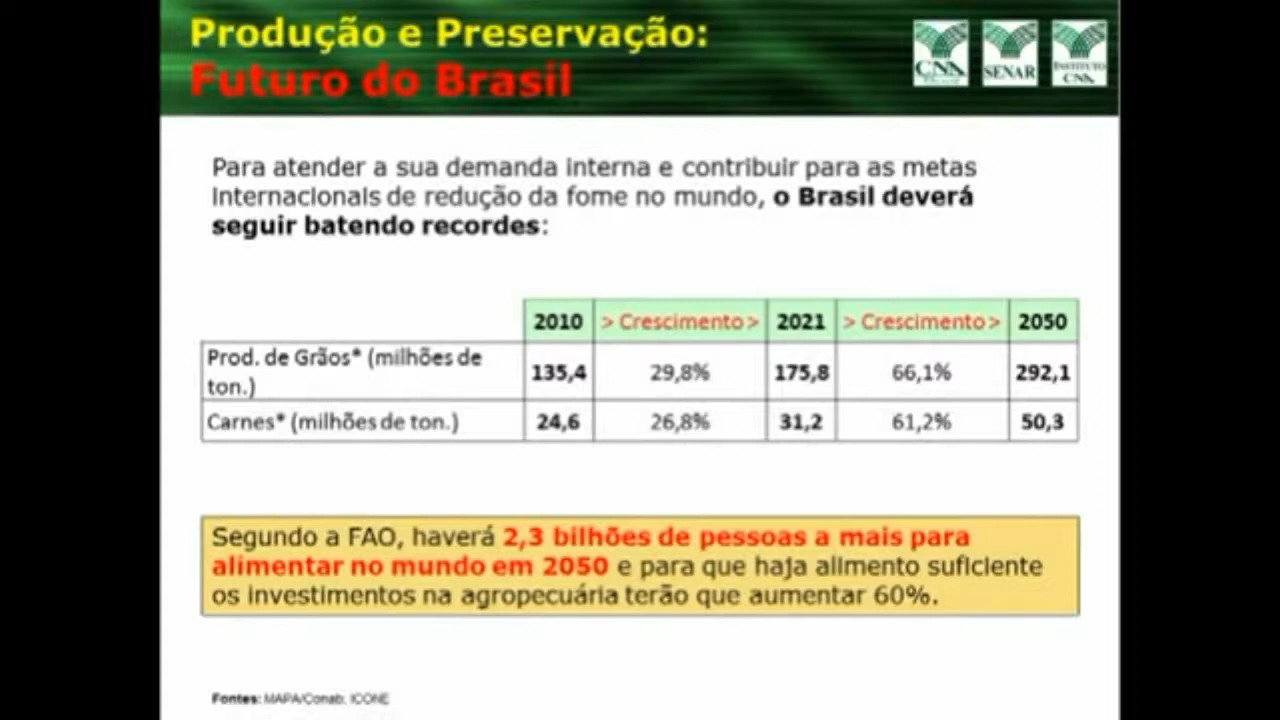 Produção e Preservação:
Futuro do Brasil
CNA
SENAR
INSTITUTO
CNA
Para atender a sua demanda interna e contribuir para as metas
internacionais de redução da fome no mundo, o Brasil deverá
seguir batendo recordes:
2010 > Crescimento > 2021 > Crescimento > 2050
Prod. de Grãos* (milhões de
ton.) 135,4 29,8% 175,8 66,1% 292,1
Carnes* (milhões de ton.) 24,6 26,8% 31,2 61,2% 50,3
Segundo a FAO, haverá 2,3 bilhões de pessoas a mais para
alimentar no mundo em 2050 e para que haja alimento suficiente
os investimentos na agropecuária terão que aumentar 60%.
Fontes: MAPA/Conab; ICONE